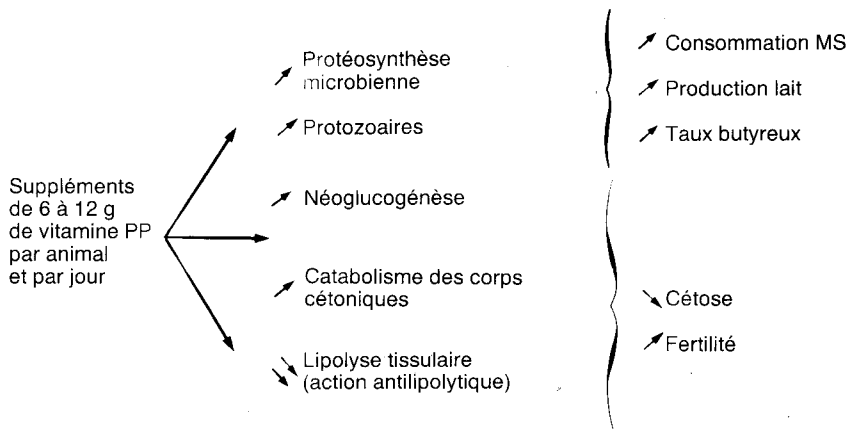 Suppléments
de 6 à 12 g
de vitamine PP
par animal
et par jour
Protéosynthèse
microbienne
Protozoaires
Néoglucogénèse
Catabolisme des corps
cétoniques
Lipolyse tissulaire
(action antilipolytique)
Consommation MS
Production lait
Taux butyreux
Cétose
Fertilité